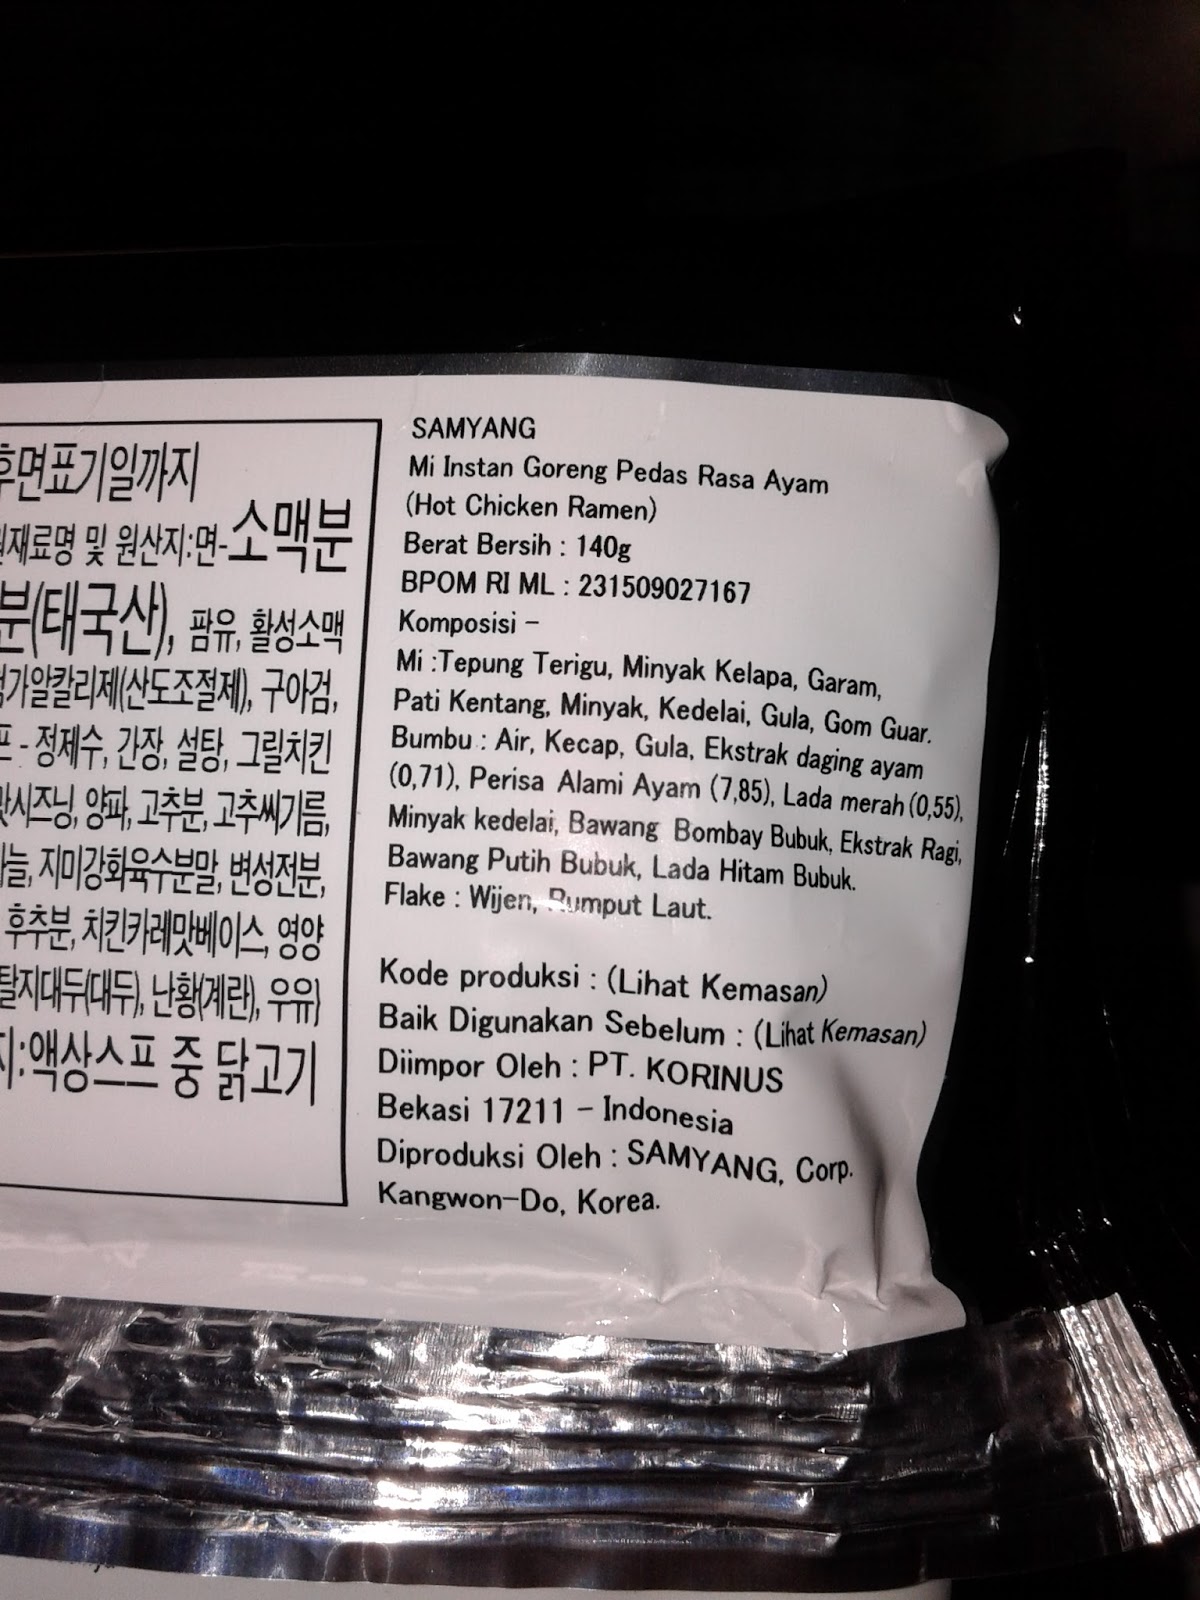 후면표기일까지
원재료명 및 원산지:면-소맥분
분(태국산), 팜유, 활성소맥
첨가알칼리제(산도조절제), 구아검,
프 - 정제수, 간장, 설탕, 그릴치킨
맛시즈닝, 양파, 고추분, 고추씨기름,
마늘, 지미강화육수분말, 변성전분,
후추분, 치킨카레맛베이스, 영양
탈지대두(대두), 난황(계란), 우유}
지:액상스프 중 닭고기
SAMYANG
Mi Instan Goreng Pedas Rasa Ayam
(Hot Chicken Ramen)
Berat Bersih : 140g
BPOM RI ML : 231509027167
Komposisi -
Mi :Tepung Terigu, Minyak Kelapa, Garam,
Pati Kentang, Minyak, Kedelai, Gula, Gom Guar.
Bumbu : Air, Kecap, Gula, Ekstrak daging ayam
(0,71), Perisa Alami Ayam (7,85), Lada merah (0,55),
Minyak kedelai, Bawang Bombay Bubuk, Ekstrak Ragi,
Bawang Putih Bubuk, Lada Hitam Bubuk.
Flake : Wijen, Rumput Laut.
Kode produksi : (Lihat Kemasan)
Baik Digunakan Sebelum : (Lihat Kemasan)
Diimpor Oleh : PT. KORINUS
Bekasi 17211 - Indonesia
Diproduksi Oleh : SAMYANG, Corp.
Kangwon-Do, Korea.